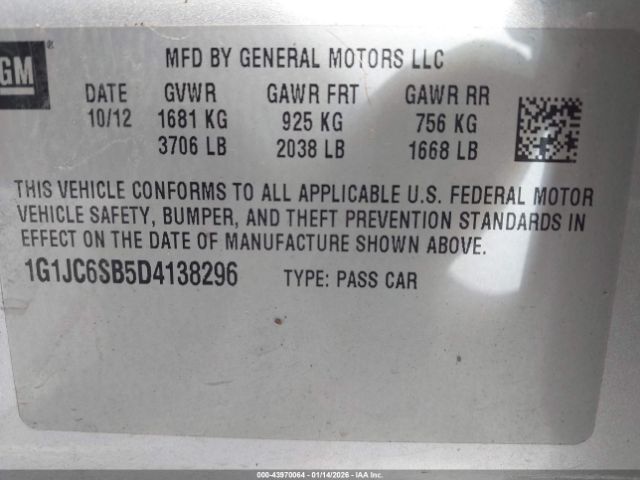 GM ®
MFD BY GENERAL MOTORS LLC
DATE GVWR GAWR FRT GAWR RR
10/12 1681 KG 925 KG 756 KG
3706 LB 2038 LB 1668 LB
THIS VEHICLE CONFORMS TO ALL APPLICABLE U.S. FEDERAL MOTOR
VEHICLE SAFETY, BUMPER, AND THEFT PREVENTION STANDARDS IN
EFFECT ON THE DATE OF MANUFACTURE SHOWN ABOVE.
1G1JC6SB5D4138296 TYPE: PASS CAR
000-43970064 - 01/14/2026 - IAAI Corp.